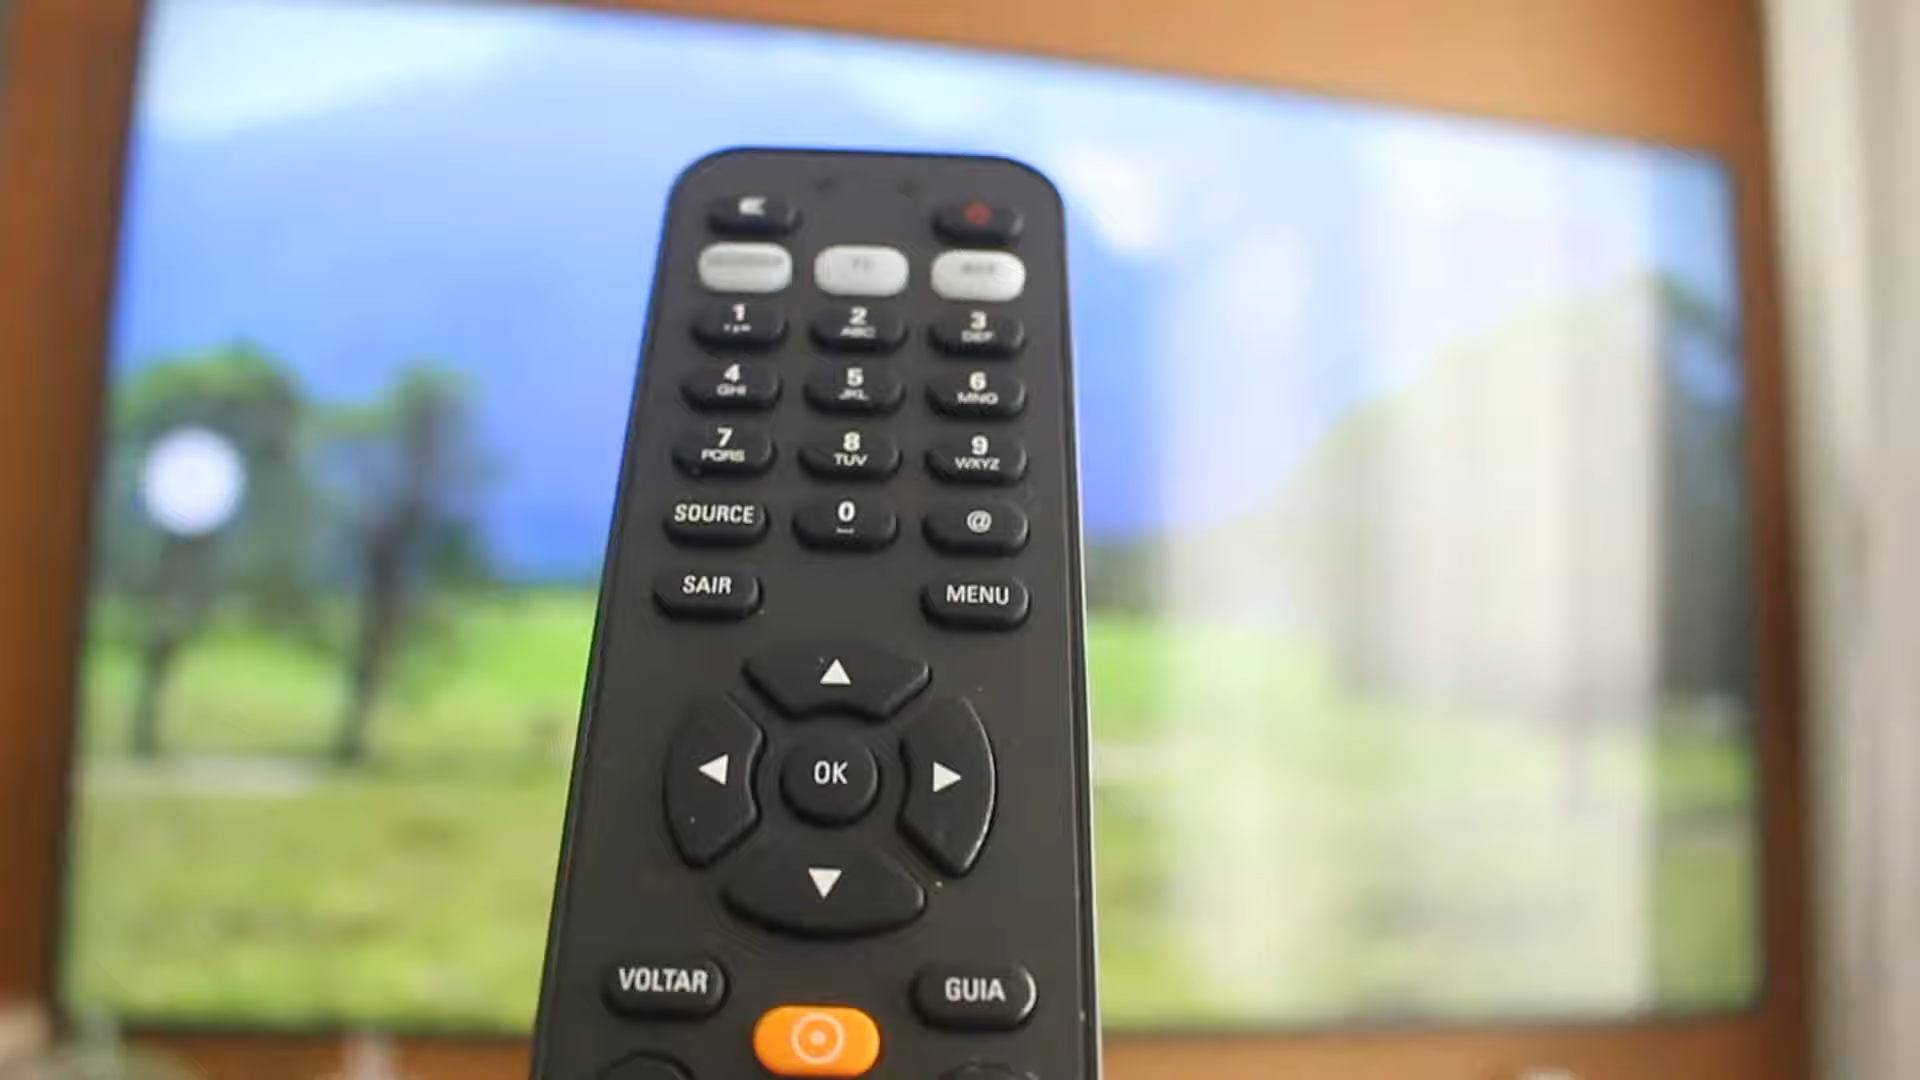 1
2
ABC
3
DEF
4
GHI
5
JKL
6
MNO
7
PQRS
8
TUV
9
WXYZ
SOURCE
0
@
SAIR
MENU
OK
VOLTAR
GUIA